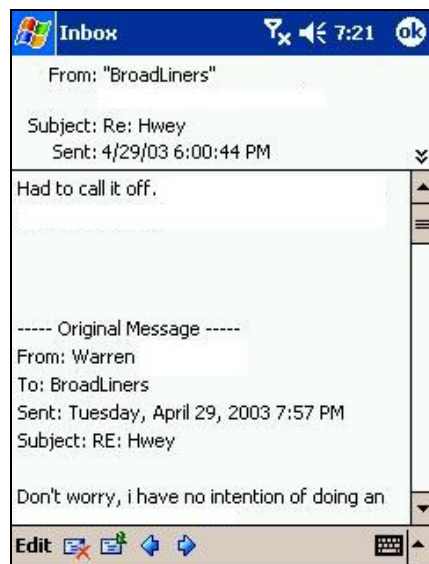 Inbox 7:21 ok
From: "BroadLiners"
Subject: Re: Hwey
Sent: 4/29/03 6:00:44 PM
Had to call it off.
----- Original Message -----
From: Warren
To: BroadLiners
Sent: Tuesday, April 29, 2003 7:57 PM
Subject: RE: Hwey
Don't worry, i have no intention of doing an
Edit